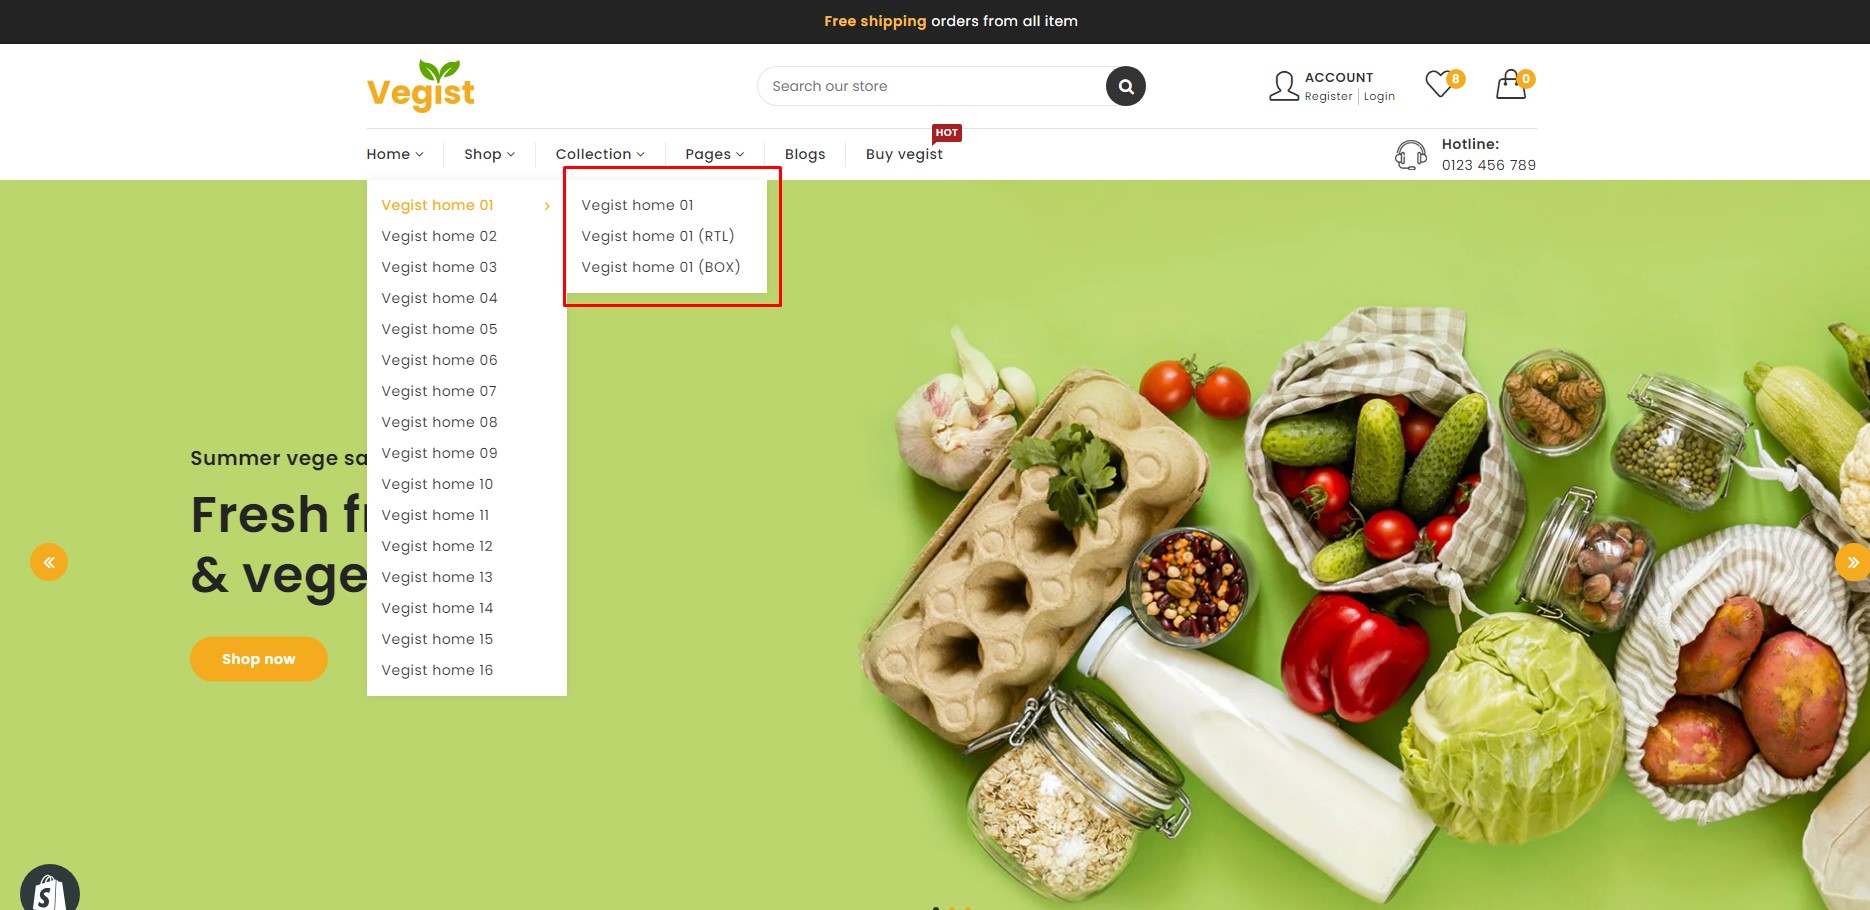 Free shipping orders from all item
Vegist
Search our store
ACCOUNT
Register Login
8
0
HOT
Home
Shop
Collection
Pages
Blogs
Buy vegist
Hotline:
0123 456 789
Vegist home 01
Vegist home 02
Vegist home 03
Vegist home 04
Vegist home 05
Vegist home 06
Vegist home 07
Vegist home 08
Vegist home 09
Vegist home 10
Vegist home 11
Vegist home 12
Vegist home 13
Vegist home 14
Vegist home 15
Vegist home 16
Vegist home 01
Vegist home 01 (RTL)
Vegist home 01 (BOX)
Summer vege sa
Fresh f
& vege
Shop now
S